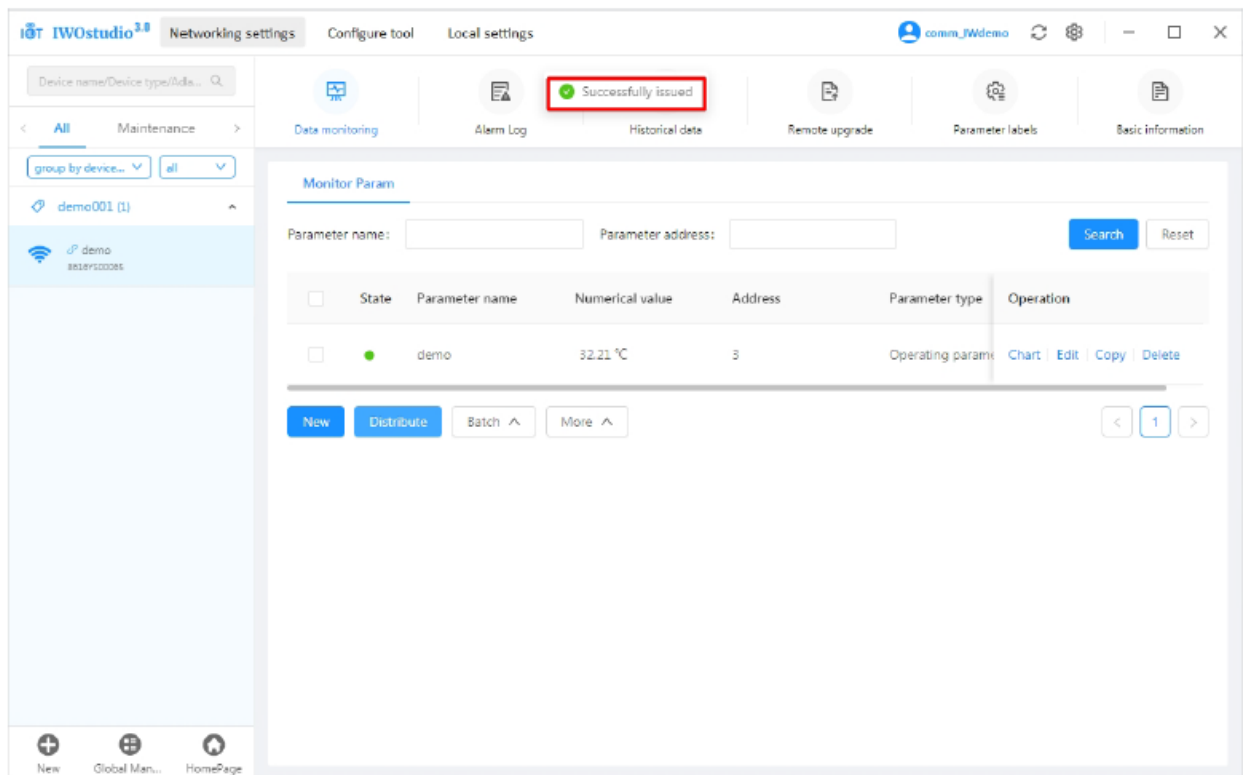 IOT IWOstudio3.0 Networking settings Configure tool Local settings comm_IWdemo
Device name/Device type/Ada...
All Maintenance
group by device... all
demo001 (1)
demo
Data monitoring
Alarm Log
Successfully issued
Historical data
Remote upgrade
Parameter labels
Basic information
Monitor Param
Parameter name: Parameter address: Search Reset
State Parameter name Numerical value Address Parameter type Operation
demo 32.21 ℃ 3 Operating parame Chart Edit Copy Delete
New Distribute Batch More < 1 >
New Global Man... HomePage